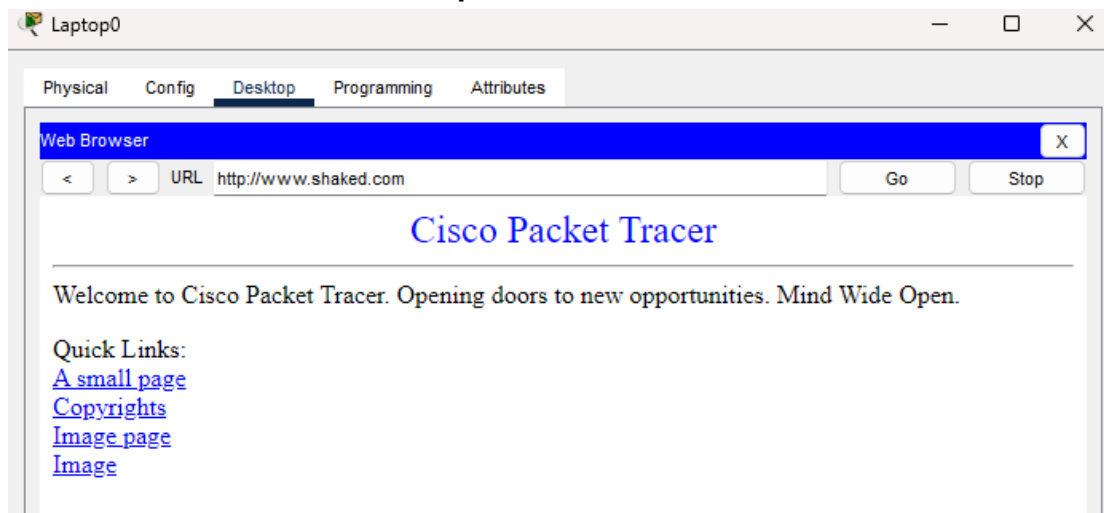 Laptop0
Physical Config Desktop Programming Attributes
Web Browser X
< > URL http://www.shaked.com Go Stop
Cisco Packet Tracer
Welcome to Cisco Packet Tracer. Opening doors to new opportunities. Mind Wide Open.
Quick Links:
A small page
Copyrights
Image page
Image